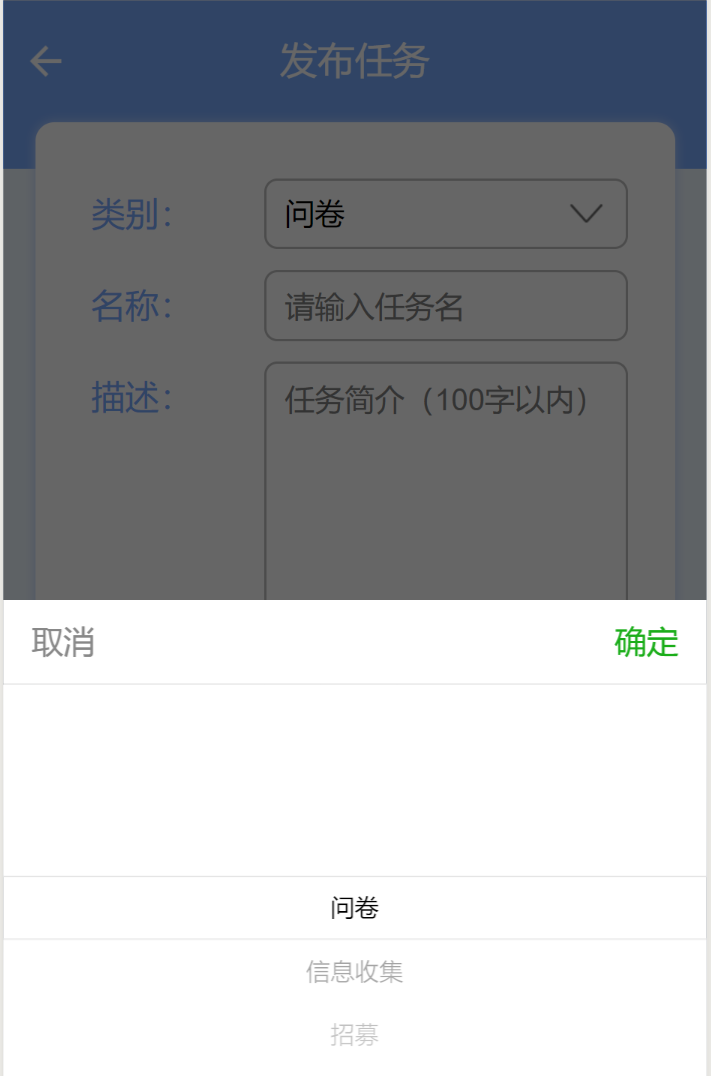 发布任务
类别：
问卷
名称：
请输入任务名
描述：
任务简介（100字以内）
取消
确定
问卷
信息收集
招募